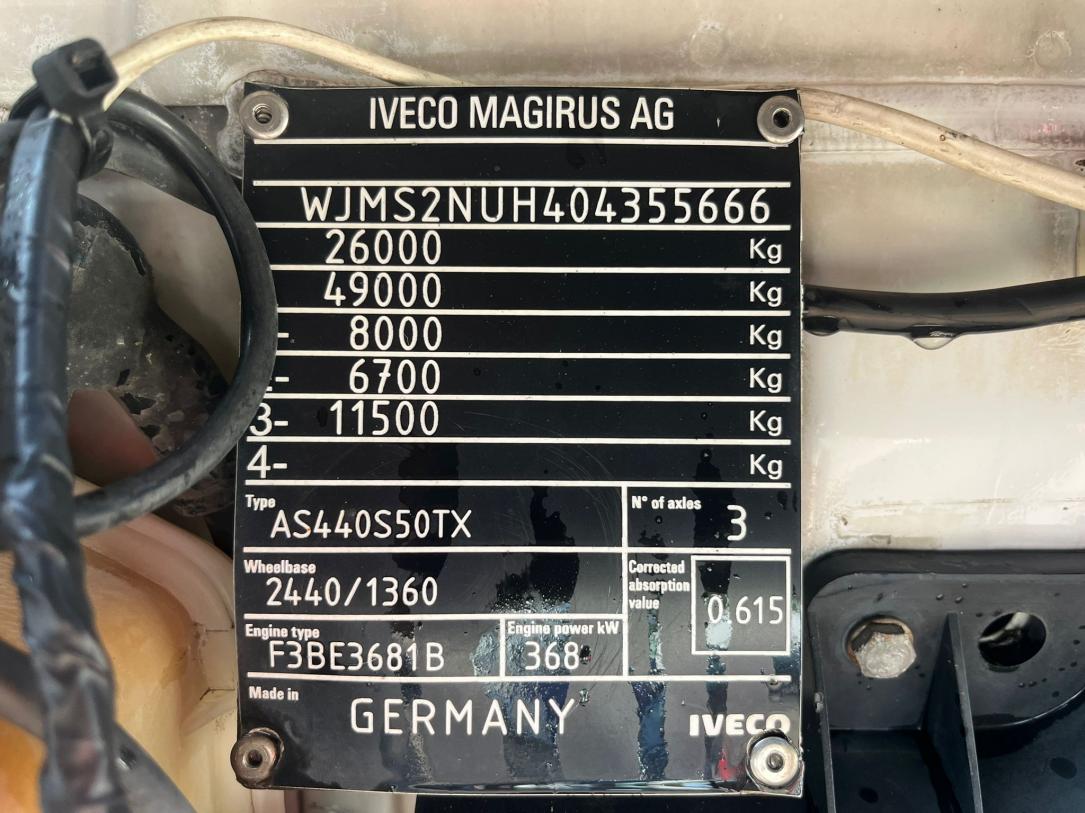 IVECO MAGIRUS AG
WJMS2NUH404355666
26000 Kg
49000 Kg
- 8000 Kg
- 6700 Kg
3- 11500 Kg
4- Kg
Type
AS440S50TX
N° of axles
3
Wheelbase
2440/1360
Corrected
absorption
value
0.615
Engine type
F3BE3681B
Engine power kW
368
Made in
GERMANY
IVECO